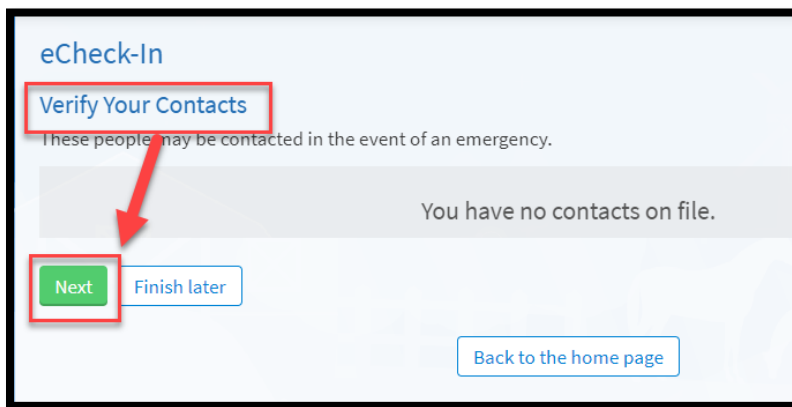 eCheck-In
Verify Your Contacts
These people may be contacted in the event of an emergency.
You have no contacts on file.
Next
Finish later
Back to the home page